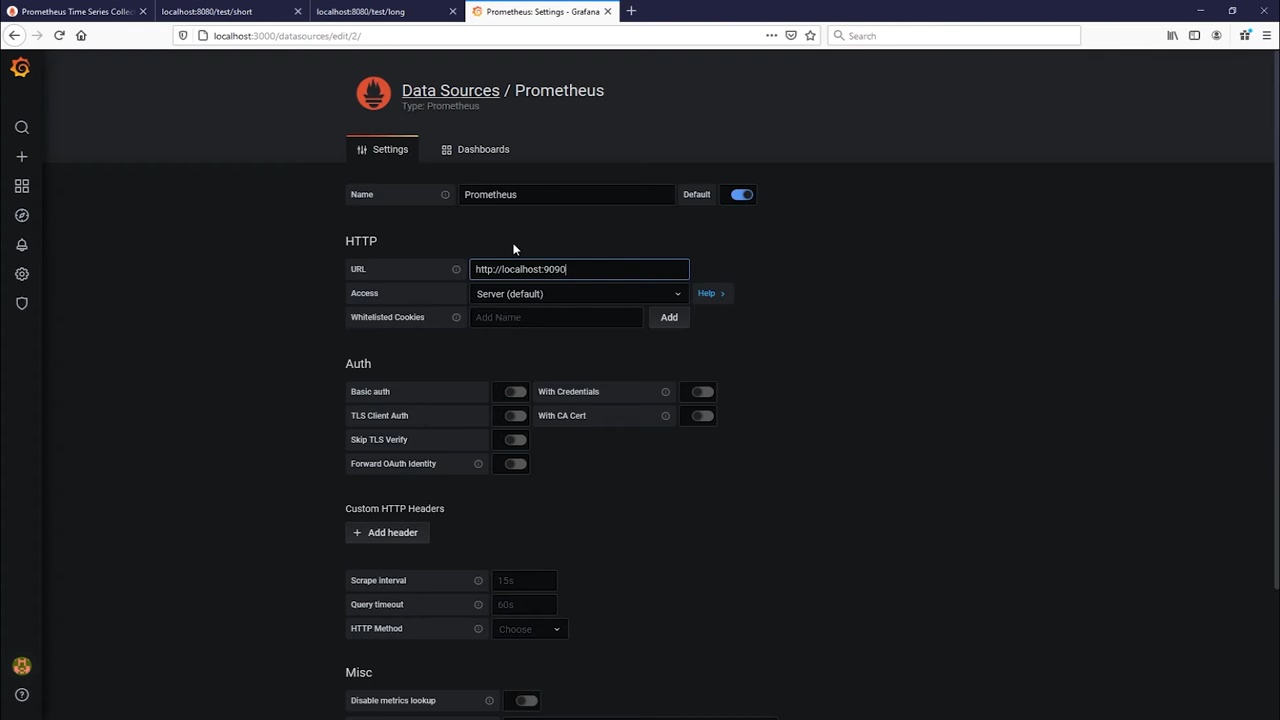 Prometheus Time Series Collec
localhost:8080/test/short
localhost:8080/test/long
Prometheus: Settings - Grafana
localhost:3000/datasources/edit/2/
Search
Data Sources / Prometheus
Type: Prometheus
Settings
Dashboards
Name
Prometheus
Default
HTTP
URL
http://localhost:9090
Access
Server (default)
Help
Whitelisted Cookies
Add Name
Add
Auth
Basic auth
With Credentials
TLS Client Auth
With CA Cert
Skip TLS Verify
Forward OAuth Identity
Custom HTTP Headers
Add header
Scrape interval
15s
Query timeout
60s
HTTP Method
Choose
Misc
Disable metrics lookup